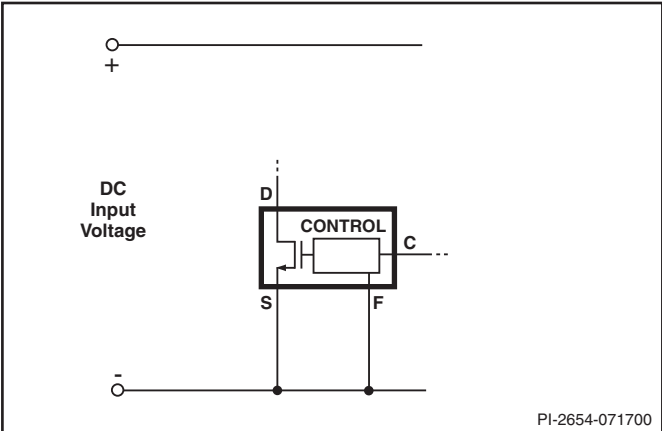 +
DC
Input
Voltage
D
CONTROL
C
S
F
-
PI-2654-071700